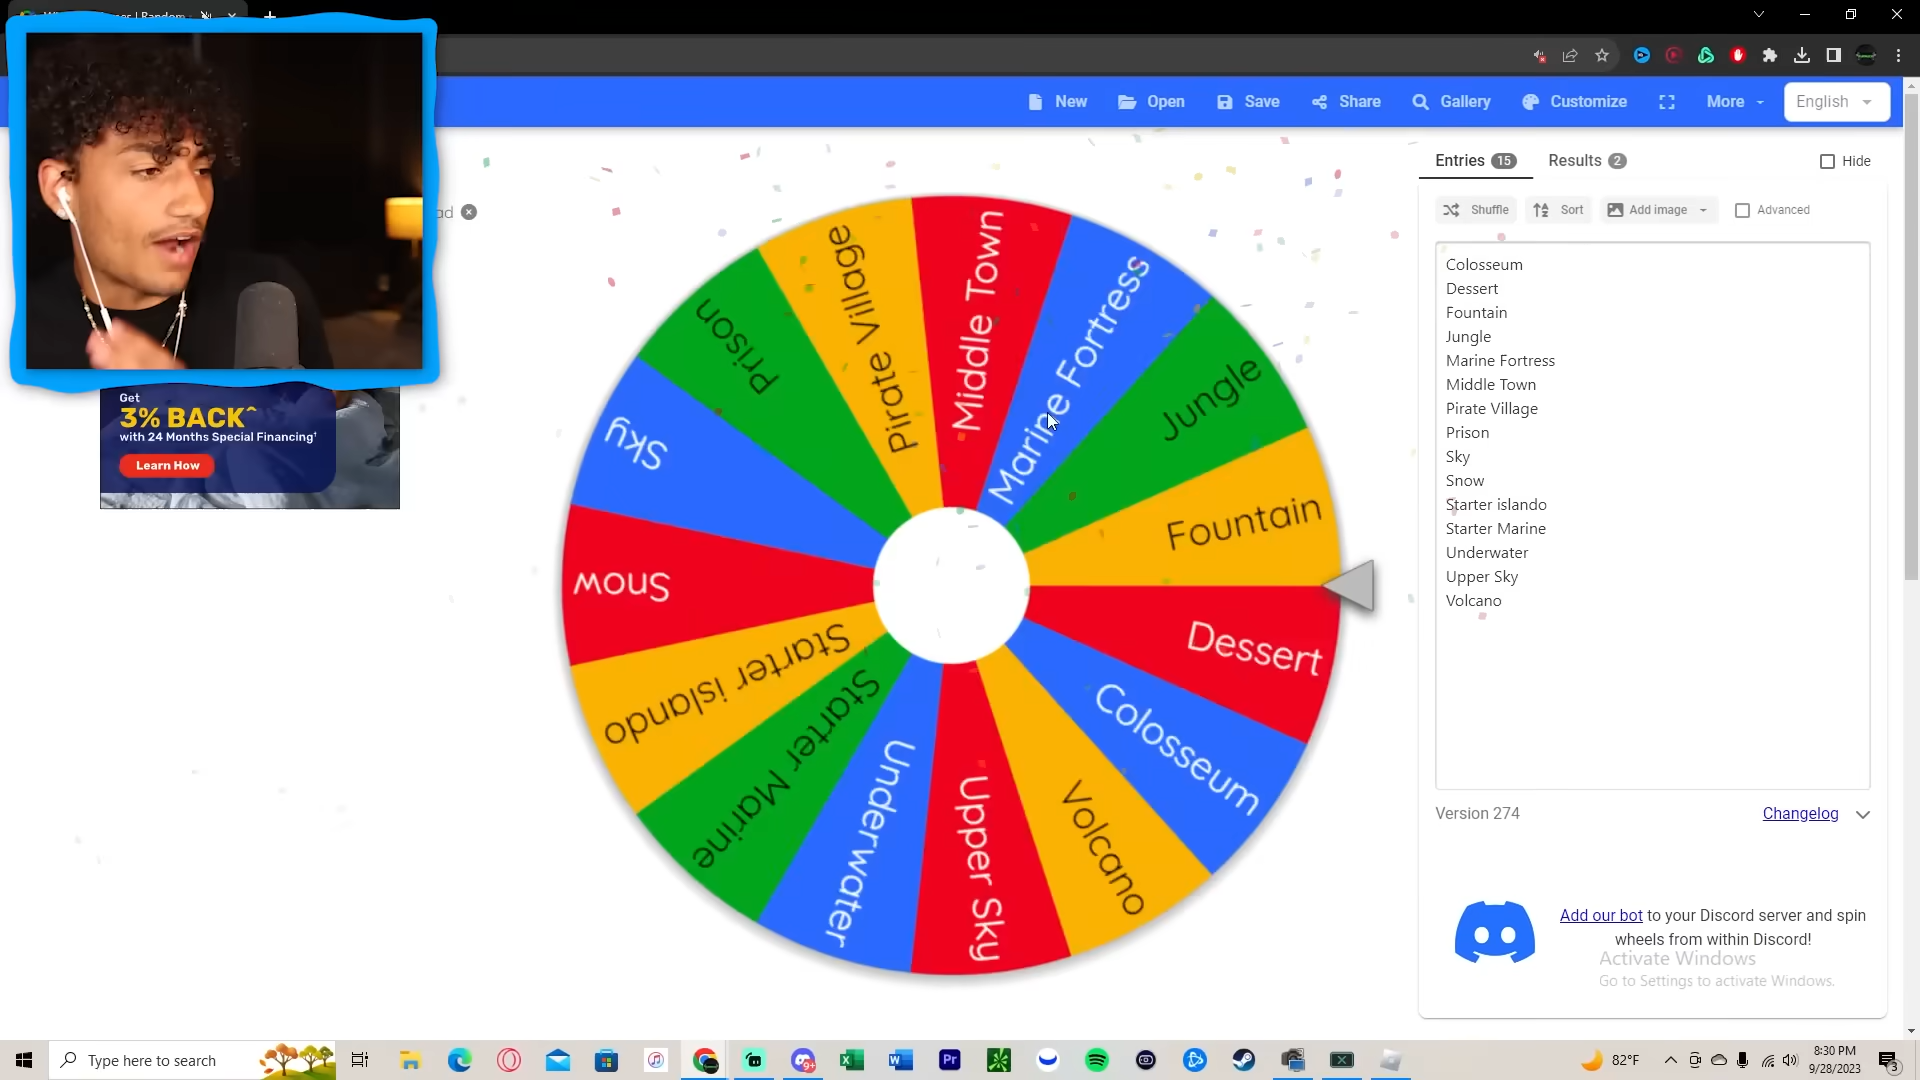 New
Open
Save
Share
Gallery
Customize
More
English
ad
Entries 15
Results 2
Hide
Shuffle
Sort
Add image
Advanced
Colosseum
Dessert
Fountain
Jungle
Marine Fortress
Middle Town
Pirate Village
Prison
Sky
Snow
Starter islando
Starter Marine
Underwater
Upper Sky
Volcano
Middle Town
Marine Fortress
Jungle
Fountain
Dessert
Colosseum
Volcano
Upper Sky
Underwater
Starter Marine
Starter islando
Snow
Sky
Prison
Pirate Village
Get
3% BACK^
with 24 Months Special Financing†
Learn How
Version 274
Changelog
Add our bot to your Discord server and spin
wheels from within Discord!
Activate Windows
Go to Settings to activate Windows.
Type here to search
9+
Pr
82°F
8:30 PM
9/28/2023
3